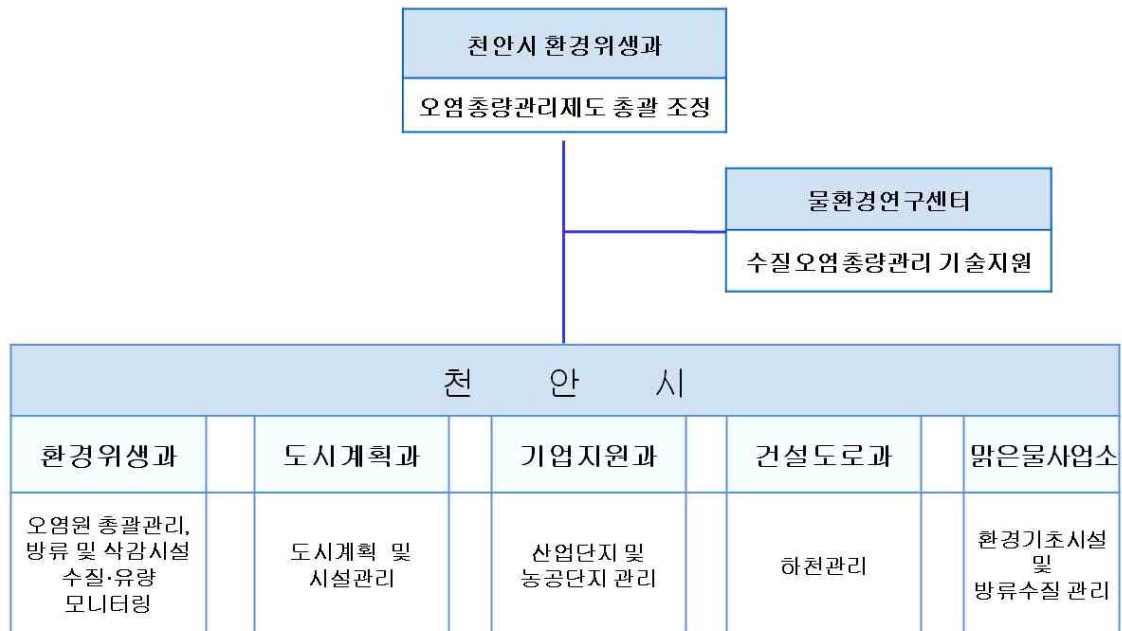 천안시 환경위생과
오염총량관리제도 총괄 조정
물환경연구센터
수질오염총량관리 기술지원
천 안 시
환경위생과
도시계획과
기업지원과
건설도로과
맑은물사업소
오염원 총괄관리,
방류 및 삭감시설
수질·유량
모니터링
도시계획 및
시설관리
산업단지 및
농공단지 관리
하천관리
환경기초시설
및
방류수질 관리